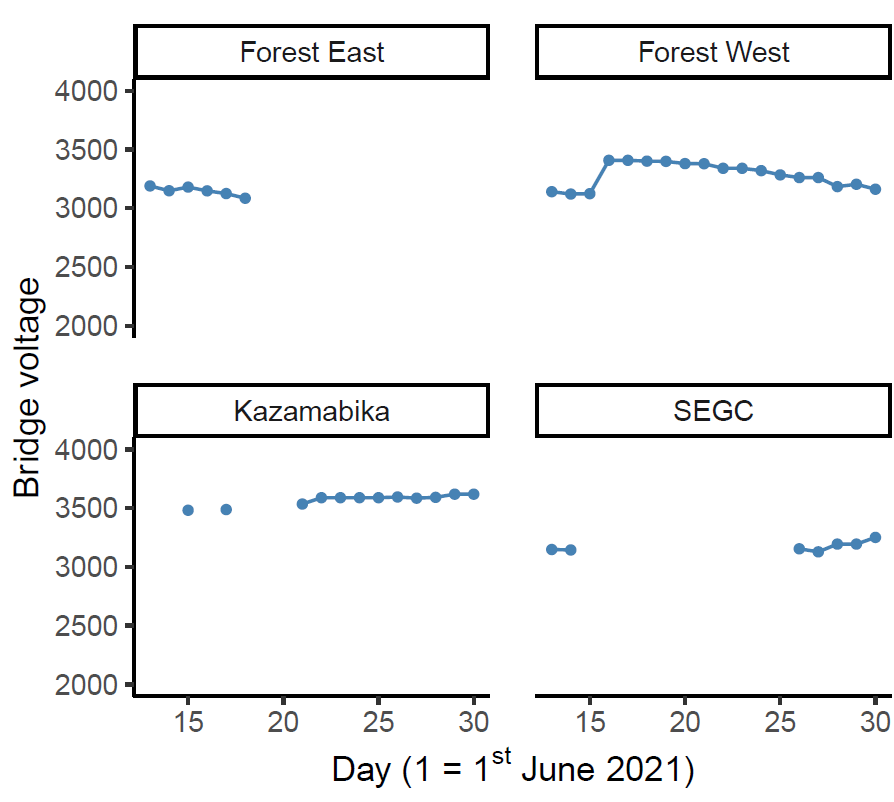 Forest East
Forest West
4000
3500
3000
2500
2000
Bridge voltage
Kazamabika
SEGC
4000
3500
3000
2500
2000
15 20 25 30
15 20 25 30
Day (1 = 1st June 2021)